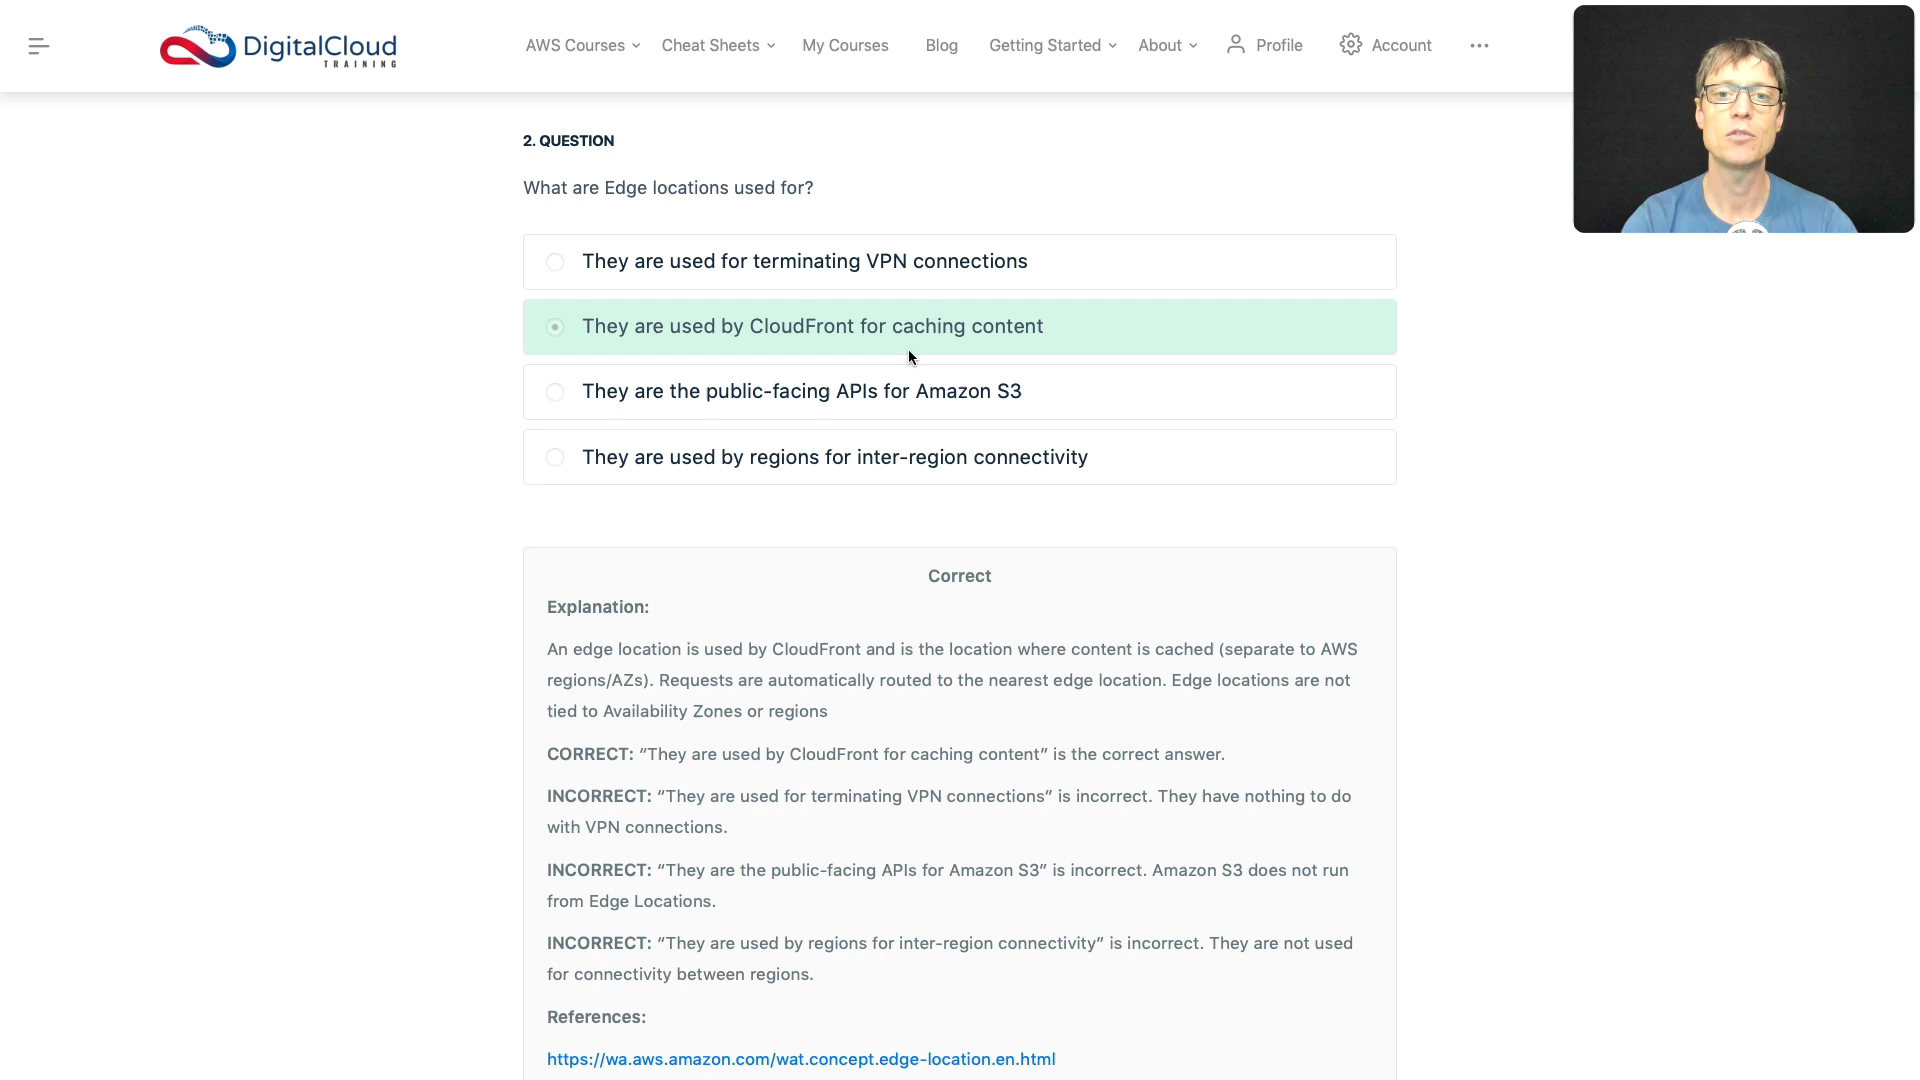 DigitalCloud
TRAINING
AWS Courses
Cheat Sheets
My Courses
Blog
Getting Started
About
Profile
Account
2. QUESTION
What are Edge locations used for?
They are used for terminating VPN connections
They are used by CloudFront for caching content
They are the public-facing APIs for Amazon S3
They are used by regions for inter-region connectivity
Correct
Explanation:
An edge location is used by CloudFront and is the location where content is cached (separate to AWS
regions/AZs). Requests are automatically routed to the nearest edge location. Edge locations are not
tied to Availability Zones or regions
CORRECT: “They are used by CloudFront for caching content” is the correct answer.
INCORRECT: “They are used for terminating VPN connections” is incorrect. They have nothing to do
with VPN connections.
INCORRECT: “They are the public-facing APIs for Amazon S3” is incorrect. Amazon S3 does not run
from Edge Locations.
INCORRECT: “They are used by regions for inter-region connectivity” is incorrect. They are not used
for connectivity between regions.
References:
https://wa.aws.amazon.com/wat.concept.edge-location.en.html